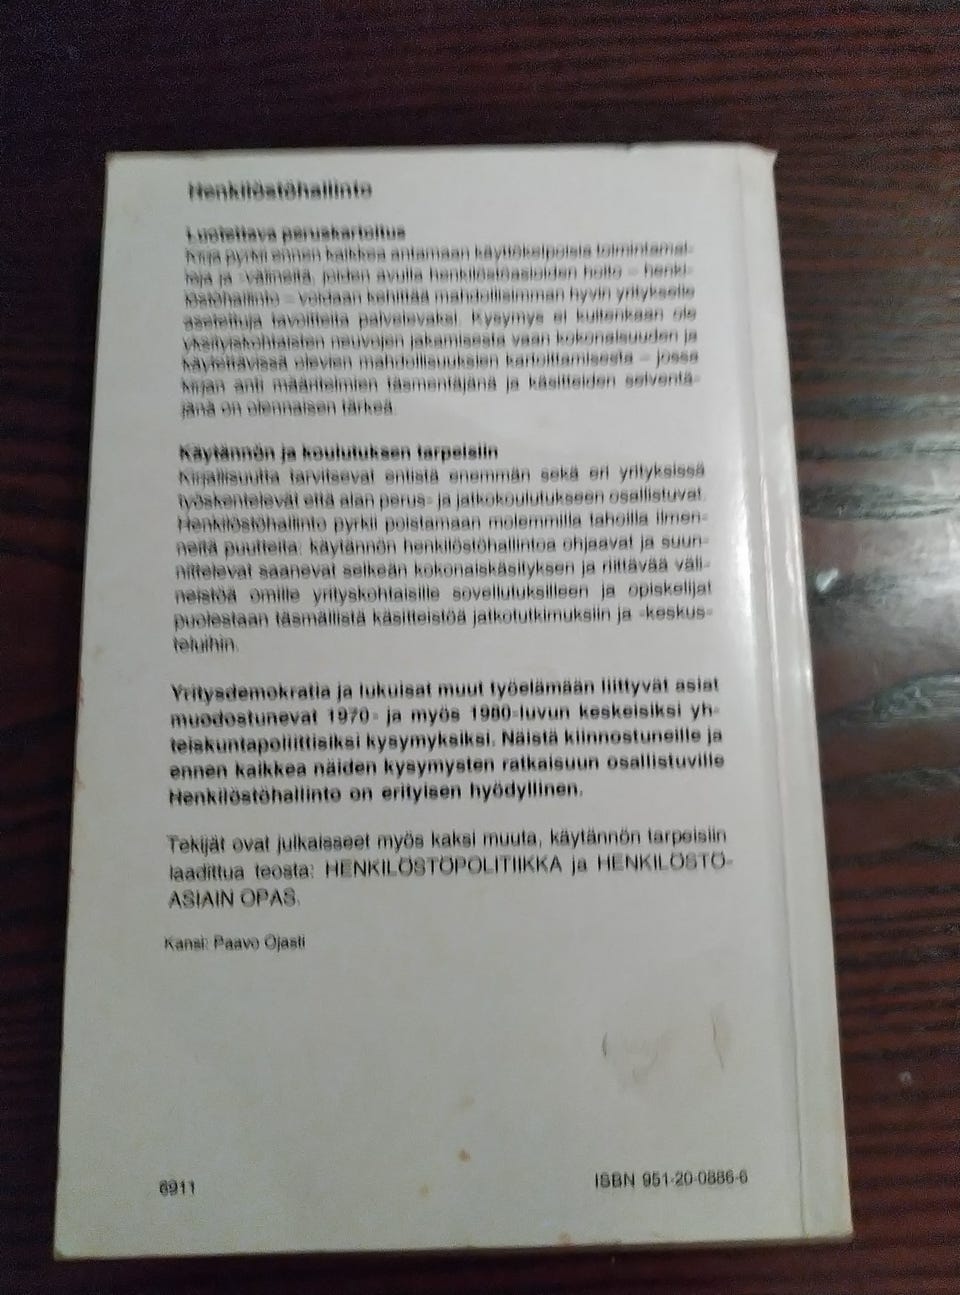 Henkilöstöhallinto
Luotettava peruskartoitus
Kirja pyrkii ennen kaikkea antamaan käyttökelpoisia toimintamal-
leja ja -välineitä, joiden avulla henkilöstöasioiden hoito – henki-
löstöhallinto – voidaan kehittää mahdollisimman hyvin yritykselle
asetettuja tavoitteita palvelevaksi. Kysymys ei kuitenkaan ole
yksityiskohtaisten neuvojen jakamisesta vaan kokonaisuuden ja
käytettävissä olevien mahdollisuuksien kartoittamisesta – jossa
kirjan anti määritelmien täsmentäjänä ja käsitteiden selventä-
jänä on olennaisen tärkeä.
Käytännön ja koulutuksen tarpeisiin
Kirjallisuutta tarvitsevat entistä enemmän sekä eri yrityksissä
työskentelevät että alan perus- ja jatkokoulutukseen osallistuvat.
Henkilöstöhallinto pyrkii poistamaan molemmilla tahoilla ilmen-
neitä puutteita: käytännön henkilöstöhallintoa ohjaavat ja suun-
nittelevat saanevat selkeän kokonaiskäsityksen ja riittävää väli-
neistöä omille yrityskohtaisille sovellutuksilleen ja opiskelijat
puolestaan täsmällistä käsitteistöä jatkotutkimuksiin ja -keskus-
teluihin.
Yritysdemokratia ja lukuisat muut työelämään liittyvät asiat
muodostunevat 1970- ja myös 1980-luvun keskeisiksi yh-
teiskuntapoliittisiksi kysymyksiksi. Näistä kiinnostuneille ja
ennen kaikkea näiden kysymysten ratkaisuun osallistuville
Henkilöstöhallinto on erityisen hyödyllinen.
Tekijät ovat julkaisseet myös kaksi muuta, käytännön tarpeisiin
laadittua teosta: HENKILÖSTÖPOLITIIKKA ja HENKILÖSTÖ-
ASIAIN OPAS.
Kansi: Paavo Ojasti
6911
ISBN 951-20-0886-6